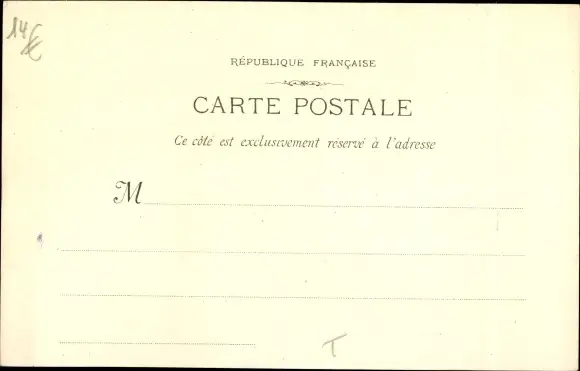 14€
RÉPUBLIQUE FRANÇAISE
CARTE POSTALE
Ce côté est exclusivement réservé à l'adresse
M
T